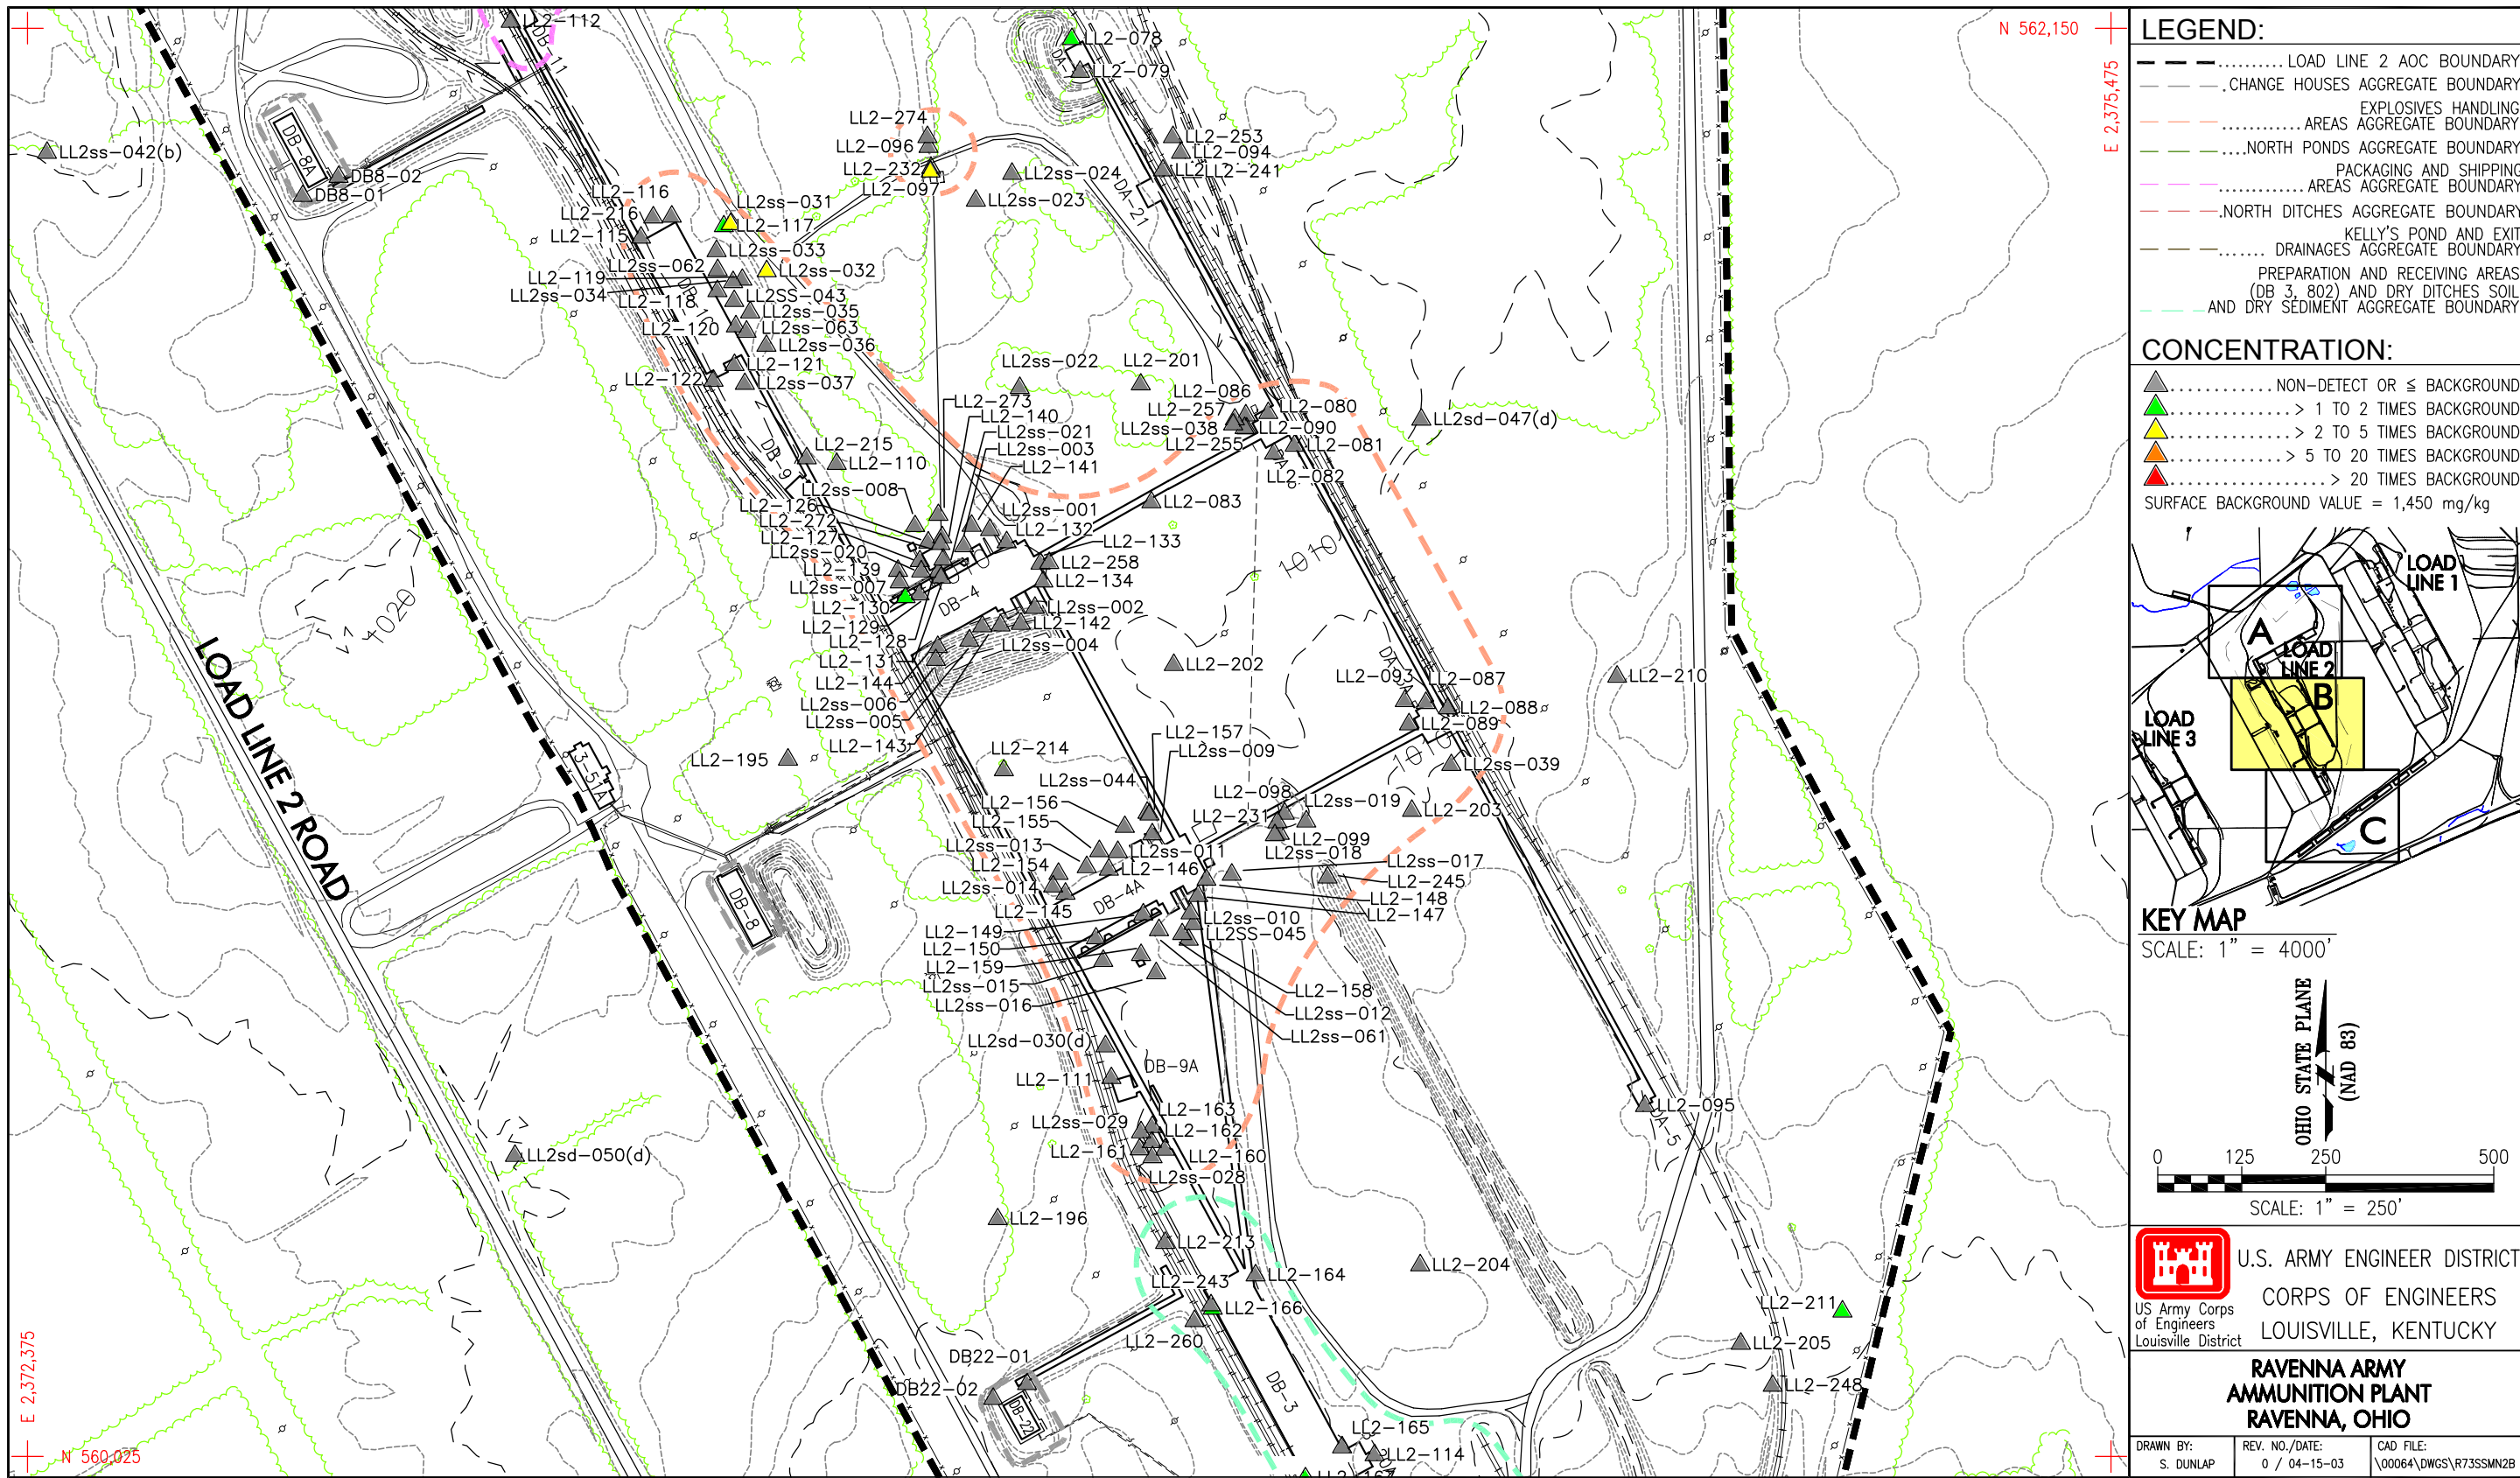 LL2-112
DB-11
LL2-078
LL2-079
N 562,150
E 2,375,475
LL2ss-042(b)
DB-8A
DB8-02
DB8-01
LL2-274
LL2-096
LL2-232
LL2-097
LL2ss-024
LL2ss-023
LL2-253
LL2-094
LL2-241
DA-21
LL2-116
LL2-216
LL2-115
LL2ss-031
LL2-117
LL2ss-033
LL2ss-062
LL2ss-032
LL2-119
LL2ss-034
LL2-118
LL2SS-043
LL2ss-035
LL2-120
LL2ss-063
LL2ss-036
LL2-121
LL2-122
LL2ss-037
DB-9
LL2-215
LL2-110
LL2ss-022
LL2-201
LL2-086
LL2-257
LL2ss-038
LL2-255
LL2-080
LL2-090
LL2-081
LL2-082
LL2sd-047(d)
LL2-273
LL2-140
LL2ss-021
LL2ss-003
LL2-141
LL2ss-008
LL2-126
LL2-272
LL2-127
LL2ss-020
LL2-139
LL2ss-007
LL2-130
LL2-129
LL2-128
LL2-131
LL2-144
LL2ss-006
LL2ss-005
LL2-143
LL2ss-001
LL2-132
LL2-133
LL2-258
LL2-134
LL2ss-002
LL2-142
LL2ss-004
DB-4
1010
LL2-083
1010
1020
LL2-202
LL2-093
LL2-087
LL2-088
LL2-089
1010
LL2ss-039
LL2-210
LOAD LINE 2 ROAD
3-51A
LL2-195
LL2-214
LL2-157
LL2ss-009
LL2ss-044
LL2-156
LL2-155
LL2ss-013
LL2-154
LL2ss-014
LL2-145
LL2ss-011
LL2-146
DB-4A
LL2-098
LL2ss-019
LL2-231
LL2-099
LL2ss-018
LL2-203
LL2ss-017
LL2-245
LL2-148
LL2-147
LL2ss-010
LL2SS-045
LL2-149
LL2-150
LL2-159
LL2ss-015
LL2ss-016
LL2-158
LL2ss-012
LL2ss-061
DB-8
LL2sd-030(d)
LL2-111
DB-9A
LL2-163
LL2ss-029
LL2-162
LL2-161
LL2-160
LL2ss-028
LL2-095
DA-5
LL2sd-050(d)
LL2-196
LL2-213
LL2-243
LL2-164
LL2-166
LL2-260
LL2-204
LL2-211
LL2-205
LL2-248
DB22-01
DB22-02
DB-22
DB-3
LL2-165
LL2-114
E 2,372,375
N 560,025
LEGEND:
LOAD LINE 2 AOC BOUNDARY
CHANGE HOUSES AGGREGATE BOUNDARY
EXPLOSIVES HANDLING
AREAS AGGREGATE BOUNDARY
NORTH PONDS AGGREGATE BOUNDARY
PACKAGING AND SHIPPING
AREAS AGGREGATE BOUNDARY
NORTH DITCHES AGGREGATE BOUNDARY
KELLY'S POND AND EXIT
DRAINAGES AGGREGATE BOUNDARY
PREPARATION AND RECEIVING AREAS
(DB 3, 802) AND DRY DITCHES SOIL
AND DRY SEDIMENT AGGREGATE BOUNDARY
CONCENTRATION:
NON-DETECT OR ≤ BACKGROUND
> 1 TO 2 TIMES BACKGROUND
> 2 TO 5 TIMES BACKGROUND
> 5 TO 20 TIMES BACKGROUND
> 20 TIMES BACKGROUND
SURFACE BACKGROUND VALUE = 1,450 mg/kg
LOAD
LINE 1
A
LOAD
LINE 2
B
LOAD
LINE 3
C
KEY MAP
SCALE: 1" = 4000'
OHIO STATE PLANE
(NAD 83)
0 125 250 500
SCALE: 1" = 250'
US Army Corps
of Engineers
Louisville District
U.S. ARMY ENGINEER DISTRICT
CORPS OF ENGINEERS
LOUISVILLE, KENTUCKY
RAVENNA ARMY
AMMUNITION PLANT
RAVENNA, OHIO
DRAWN BY:
S. DUNLAP
REV. NO./DATE:
0 / 04-15-03
CAD FILE:
\00064\DWGS\R73SSMN2B